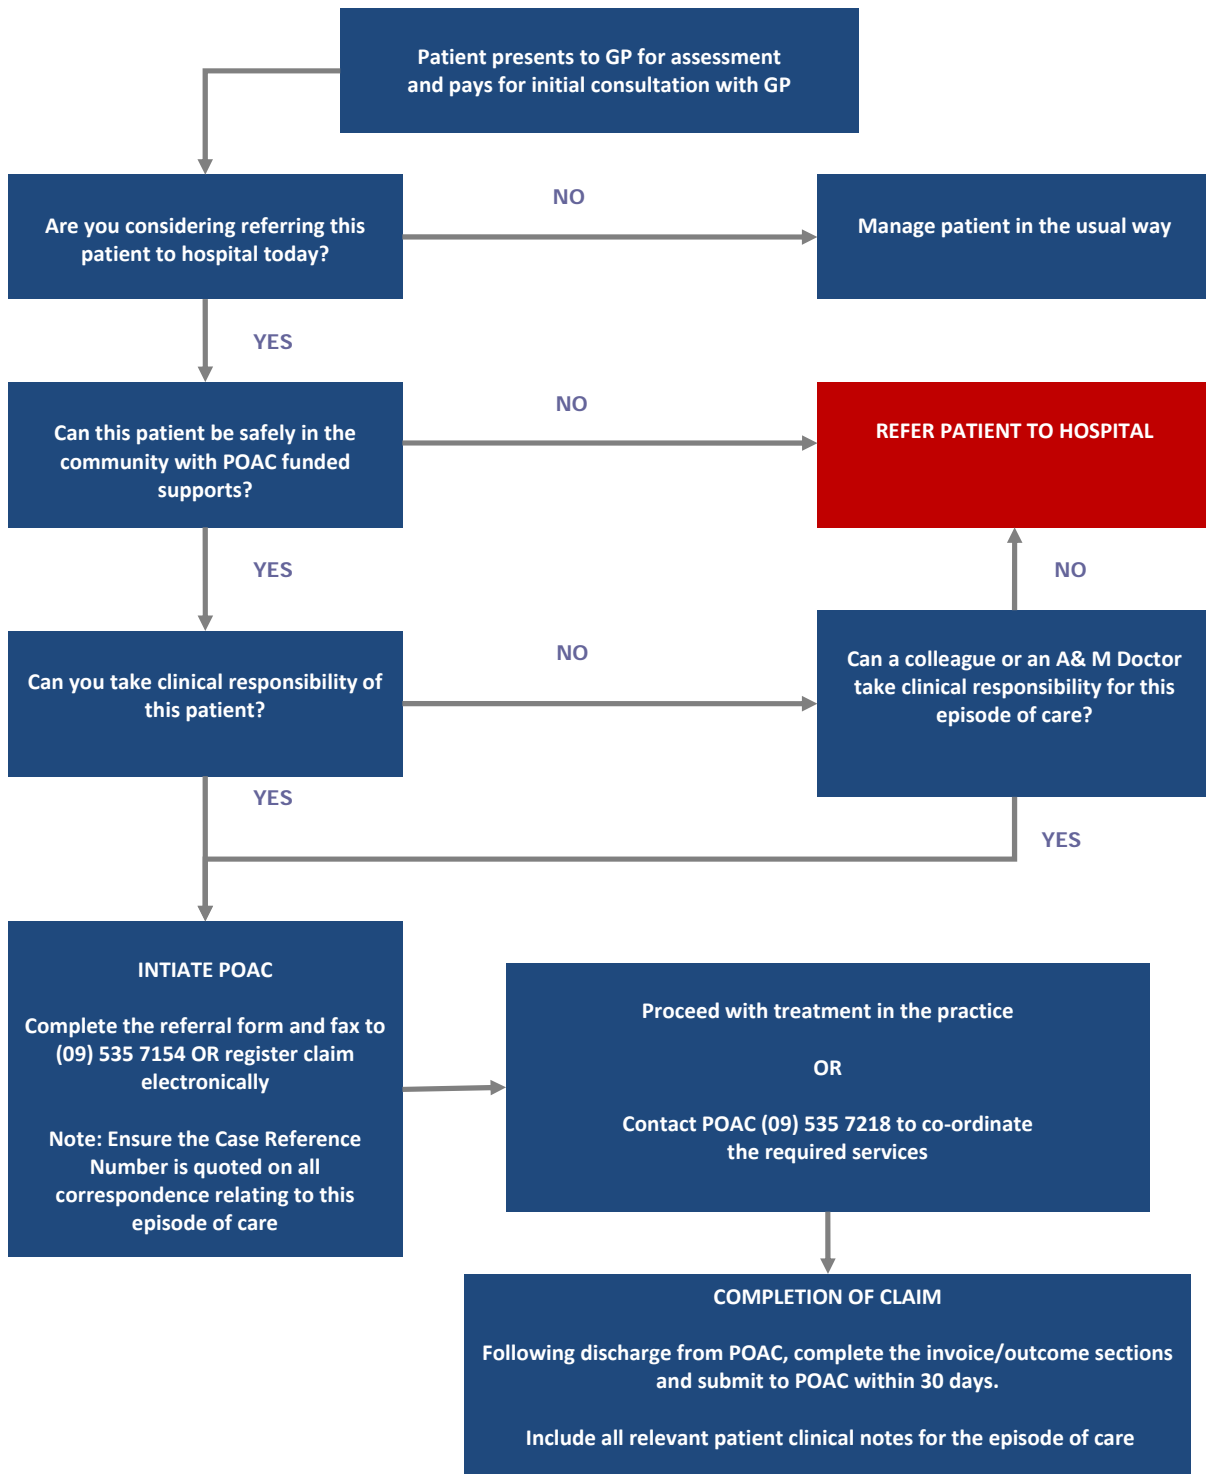 Patient presents to GP for assessment
and pays for initial consultation with GP
Are you considering referring this
patient to hospital today?
NO
Manage patient in the usual way
YES
Can this patient be safely in the
community with POAC funded
supports?
NO
REFER PATIENT TO HOSPITAL
YES
NO
Can you take clinical responsibility of
this patient?
NO
Can a colleague or an A& M Doctor
take clinical responsibility for this
episode of care?
YES
YES
INTIATE POAC
Complete the referral form and fax to
(09) 535 7154 OR register claim
electronically
Note: Ensure the Case Reference
Number is quoted on all
correspondence relating to this
episode of care
Proceed with treatment in the practice
OR
Contact POAC (09) 535 7218 to co-ordinate
the required services
COMPLETION OF CLAIM
Following discharge from POAC, complete the invoice/outcome sections
and submit to POAC within 30 days.
Include all relevant patient clinical notes for the episode of care